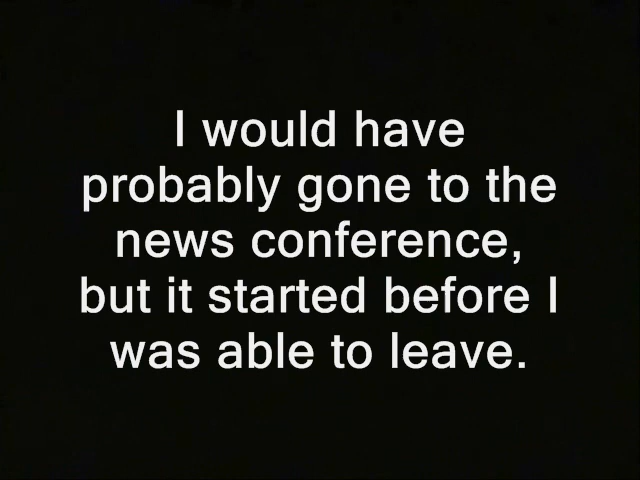 I would have
probably gone to the
news conference,
but it started before I
was able to leave.